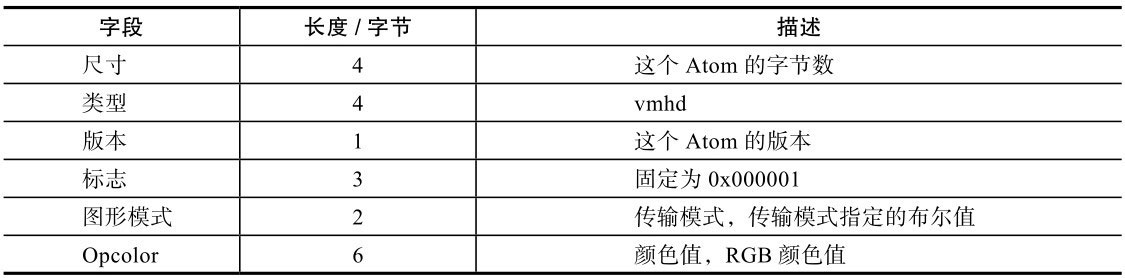 字段 长度 / 字节 描述
尺寸 4 这个 Atom 的字节数
类型 4 vmhd
版本 1 这个 Atom 的版本
标志 3 固定为 0x000001
图形模式 2 传输模式，传输模式指定的布尔值
Opcolor 6 颜色值，RGB 颜色值